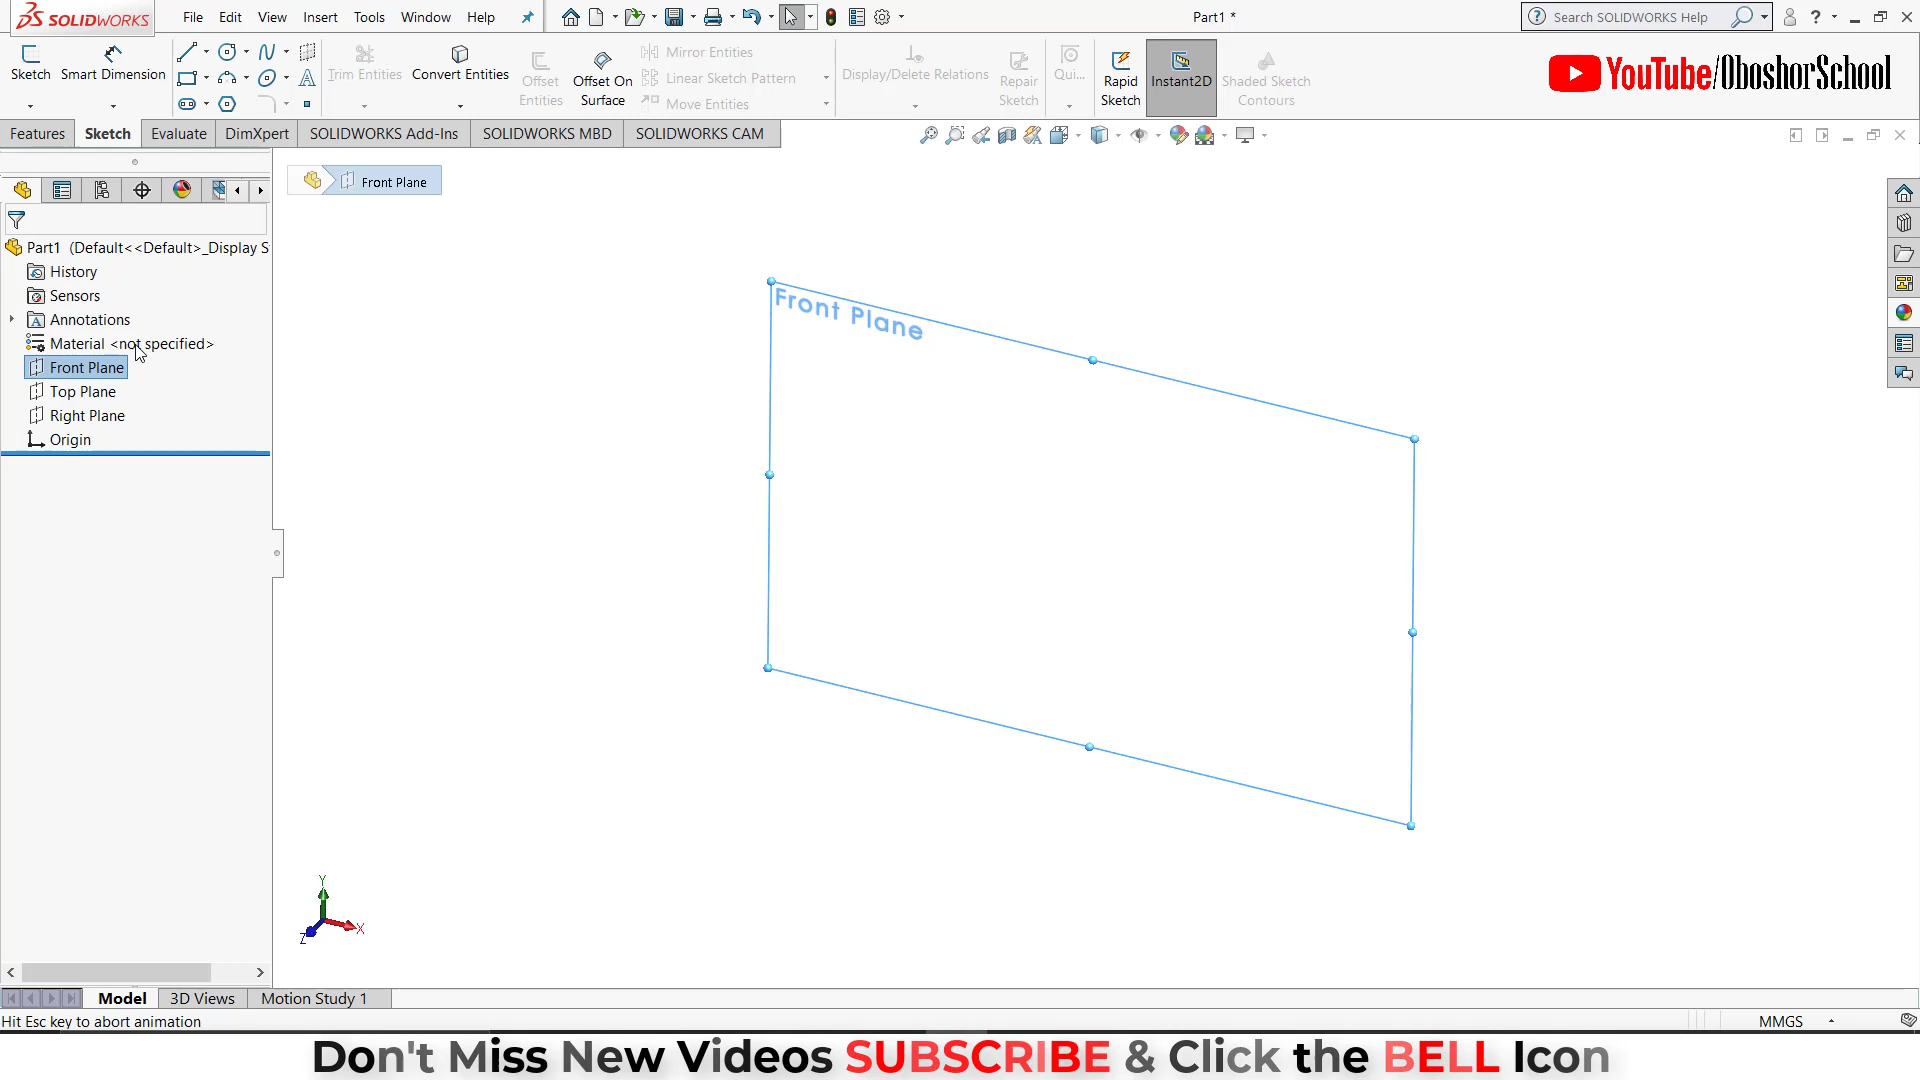 SOLIDWORKS
File Edit View Insert Tools Window Help
Part1 *
Search SOLIDWORKS Help
Sketch
Smart Dimension
Trim Entities
Convert Entities
Offset Entities
Offset On Surface
Mirror Entities
Linear Sketch Pattern
Move Entities
Display/Delete Relations
Repair Sketch
Qui...
Rapid Sketch
Instant2D
Shaded Sketch Contours
YouTube/OboshorSchool
Features Sketch Evaluate DimXpert SOLIDWORKS Add-Ins SOLIDWORKS MBD SOLIDWORKS CAM
Front Plane
Part1 (Default<<Default>_Display S
History
Sensors
Annotations
Material <not specified>
Front Plane
Top Plane
Right Plane
Origin
Front Plane
Y
X
Z
Model 3D Views Motion Study 1
Hit Esc key to abort animation
MMGS
Don't Miss New Videos SUBSCRIBE & Click the BELL Icon